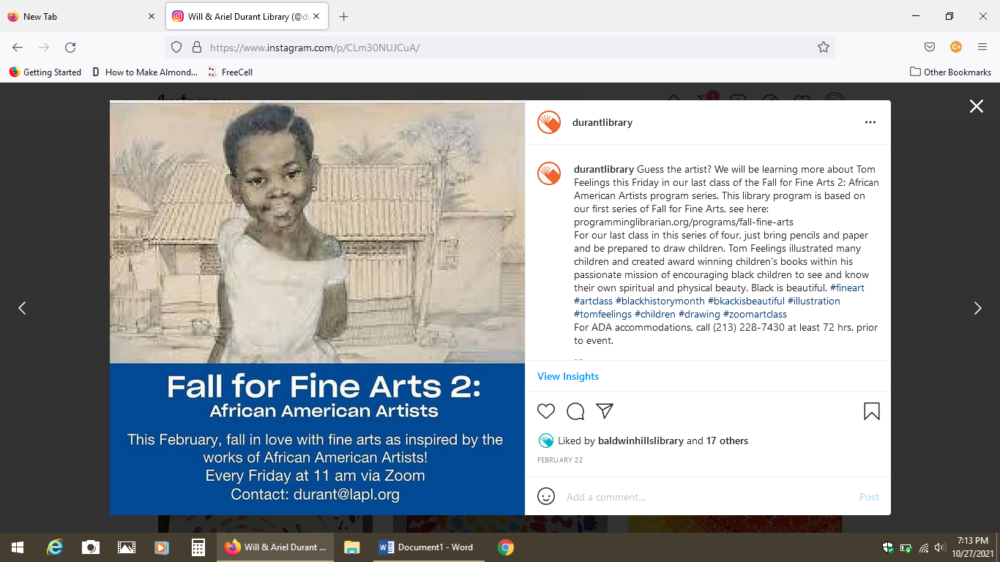 New Tab
Will & Ariel Durant Library (@du
https://www.instagram.com/p/CLm30NUJCuA/
Getting Started
D How to Make Almond...
FreeCell
Other Bookmarks
1
durantlibrary
durantlibrary Guess the artist? We will be learning more about Tom
Feelings this Friday in our last class of the Fall for Fine Arts 2: African
American Artists program series. This library program is based on
our first series of Fall for Fine Arts, see here:
programminglibrarian.org/programs/fall-fine-arts
For our last class in this series of four, just bring pencils and paper
and be prepared to draw children. Tom Feelings illustrated many
children and created award winning children's books within his
passionate mission of encouraging black children to see and know
their own spiritual and physical beauty. Black is beautiful. #fineart
#artclass #blackhistorymonth #bkackisbeautiful #illustration
#tomfeelings #children #drawing #zoomartclass
For ADA accommodations, call (213) 228-7430 at least 72 hrs. prior
to event.
View Insights
Liked by baldwinhillslibrary and 17 others
FEBRUARY 22
Add a comment...
Post
Fall for Fine Arts 2:
African American Artists
This February, fall in love with fine arts as inspired by the
works of African American Artists!
Every Friday at 11 am via Zoom
Contact: durant@lapl.org
Will & Ariel Durant ...
Document1 - Word
7:13 PM
10/27/2021